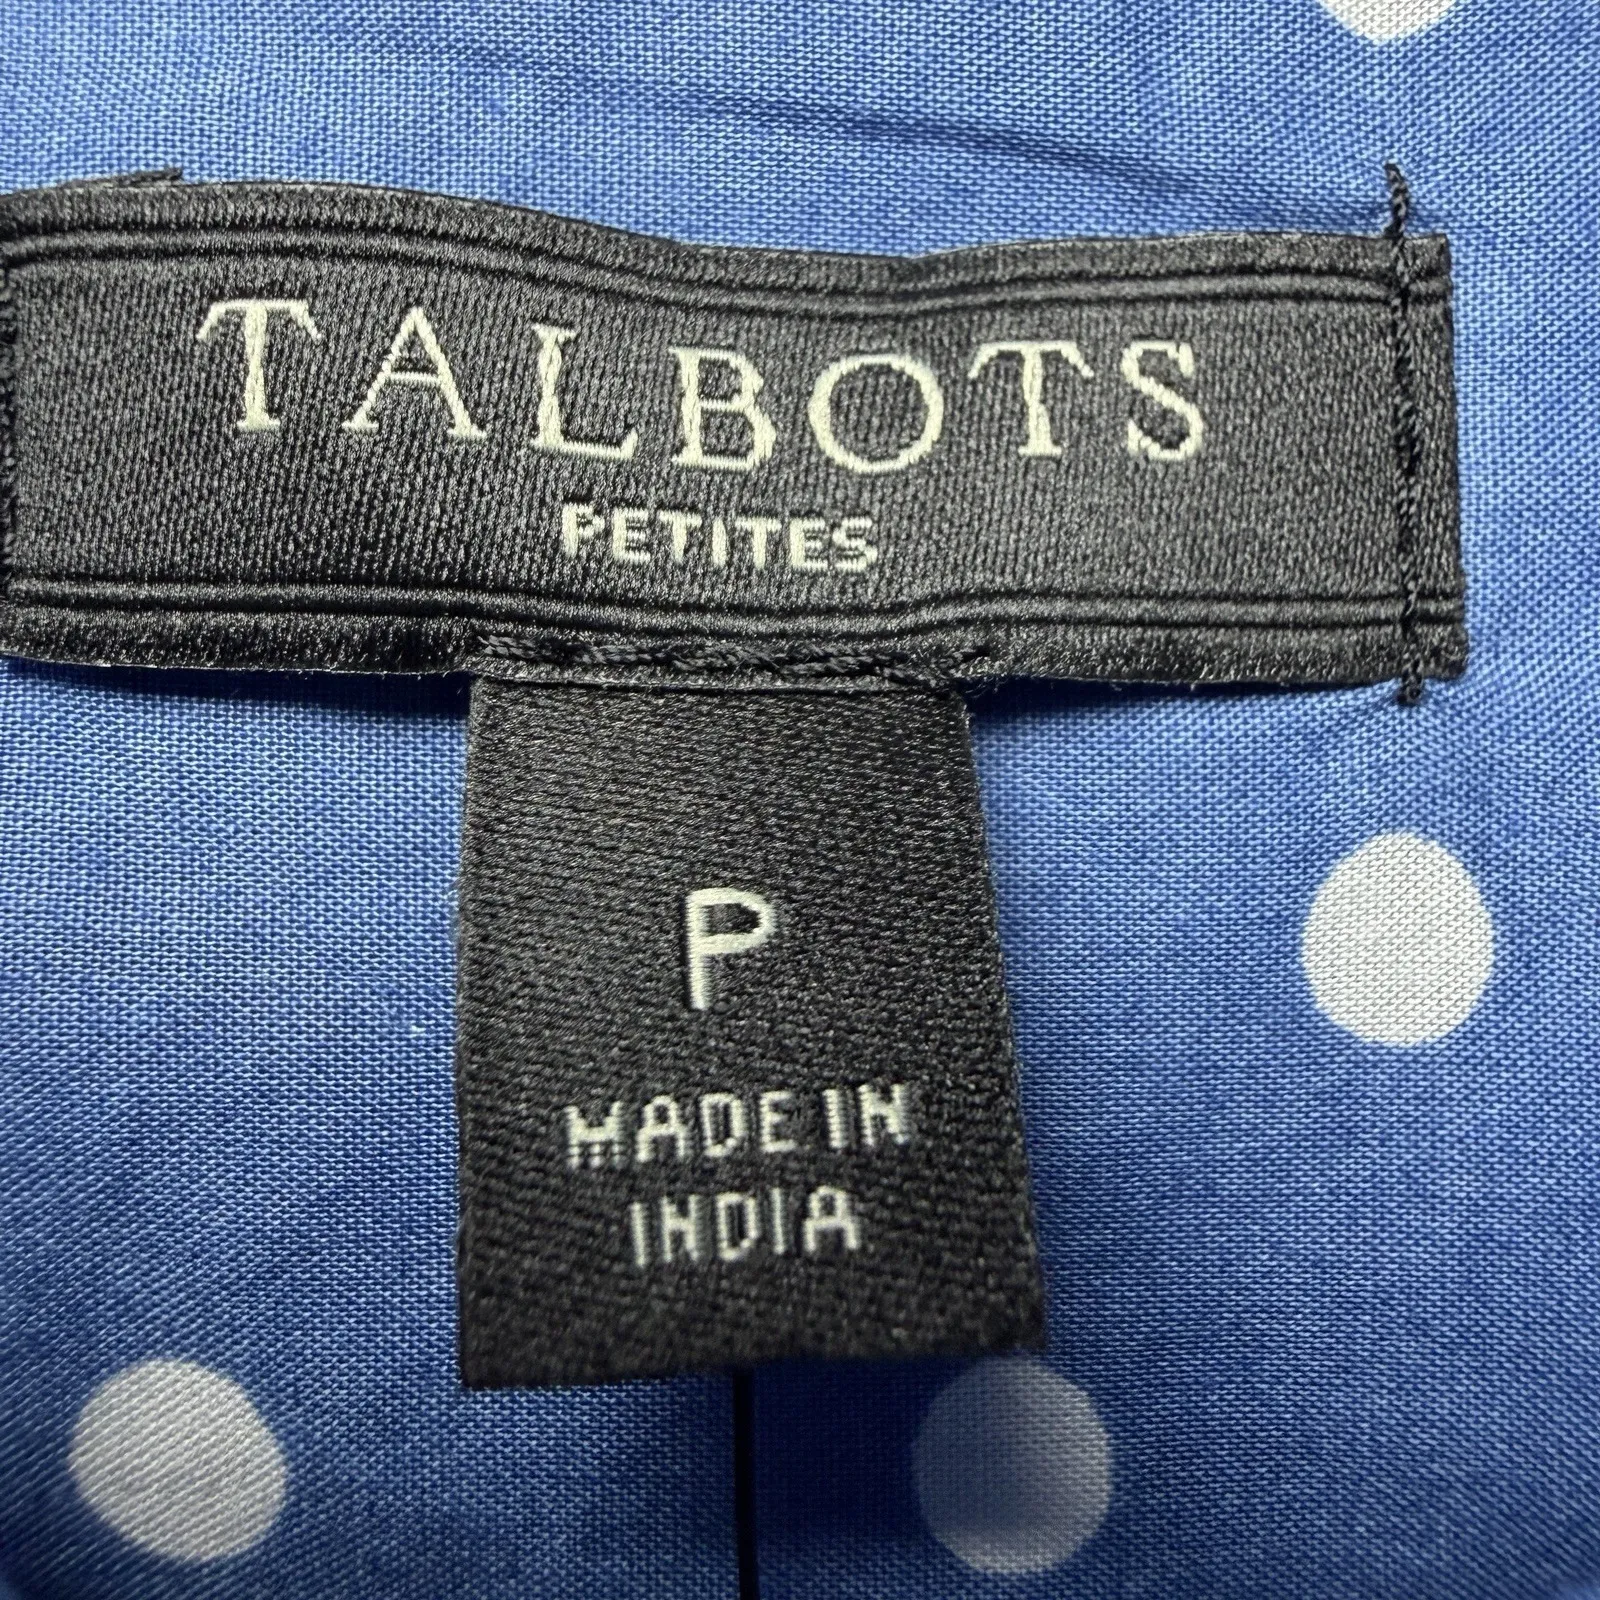 TALBOTS
PETITES
P
MADE IN
INDIA